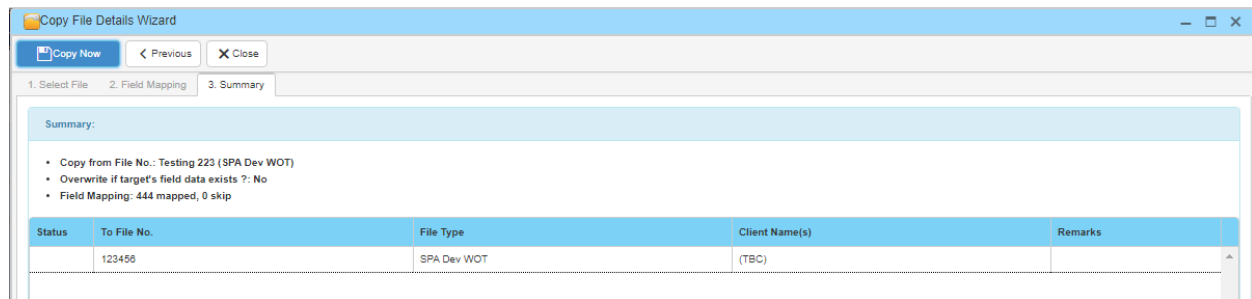 Copy File Details Wizard
Copy Now Previous Close
1. Select File 2. Field Mapping 3. Summary
Summary:
• Copy from File No.: Testing 223 (SPA Dev WOT)
• Overwrite if target's field data exists ?: No
• Field Mapping: 444 mapped, 0 skip
Status To File No. File Type Client Name(s) Remarks
123456 SPA Dev WOT (TBC)